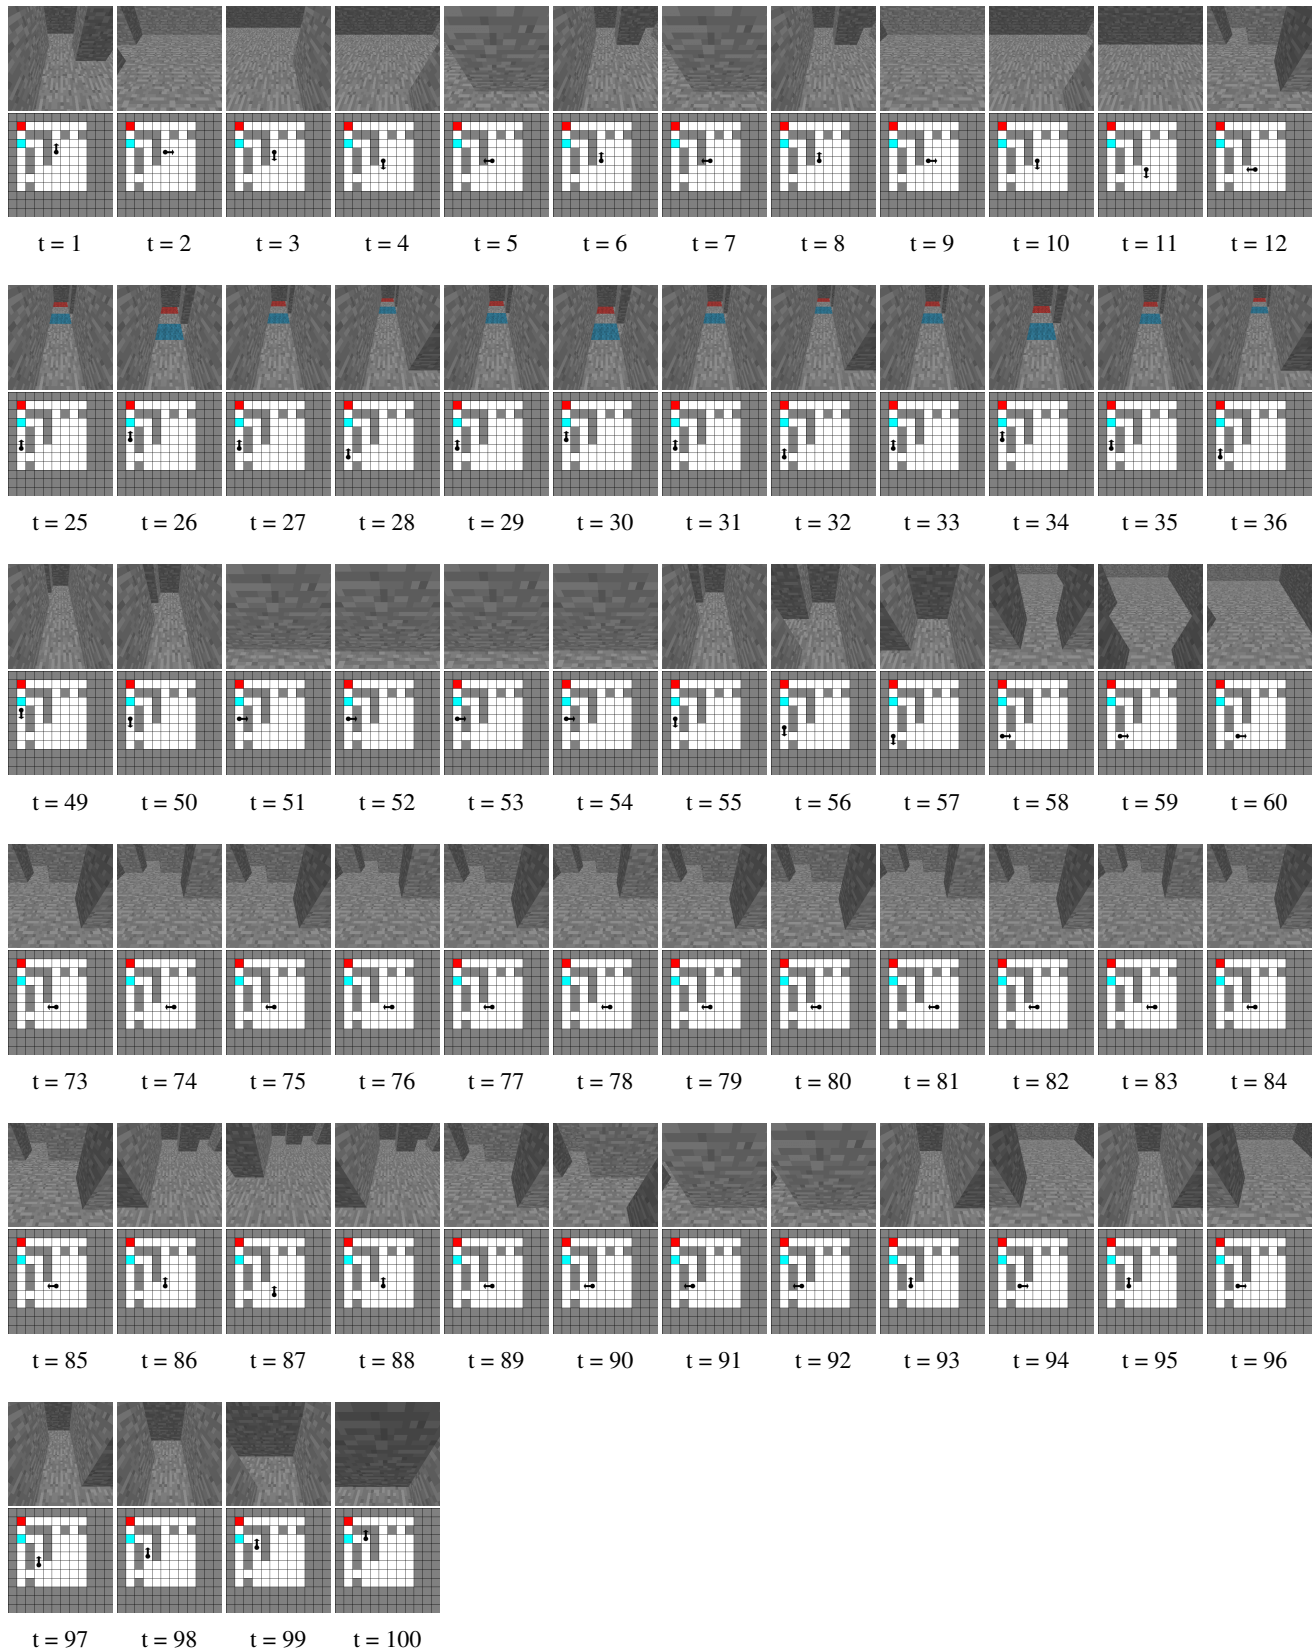 t = 1 t = 2 t = 3 t = 4 t = 5 t = 6 t = 7 t = 8 t = 9 t = 10 t = 11 t = 12
t = 25 t = 26 t = 27 t = 28 t = 29 t = 30 t = 31 t = 32 t = 33 t = 34 t = 35 t = 36
t = 49 t = 50 t = 51 t = 52 t = 53 t = 54 t = 55 t = 56 t = 57 t = 58 t = 59 t = 60
t = 73 t = 74 t = 75 t = 76 t = 77 t = 78 t = 79 t = 80 t = 81 t = 82 t = 83 t = 84
t = 85 t = 86 t = 87 t = 88 t = 89 t = 90 t = 91 t = 92 t = 93 t = 94 t = 95 t = 96
t = 97 t = 98 t = 99 t = 100